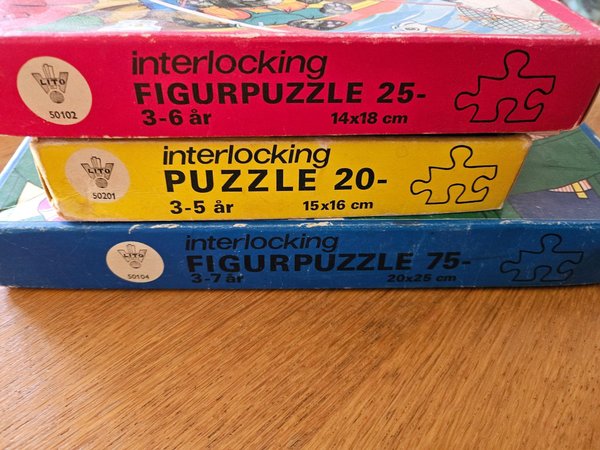 interlocking
FIGURPUZZLE 25-
3-6 år 14x18 cm
LITO
50102
interlocking
PUZZLE 20-
3-5 år 15x16 cm
LITO
50201
interlocking
FIGURPUZZLE 75-
3-7 år 20x25 cm
LITO
50104